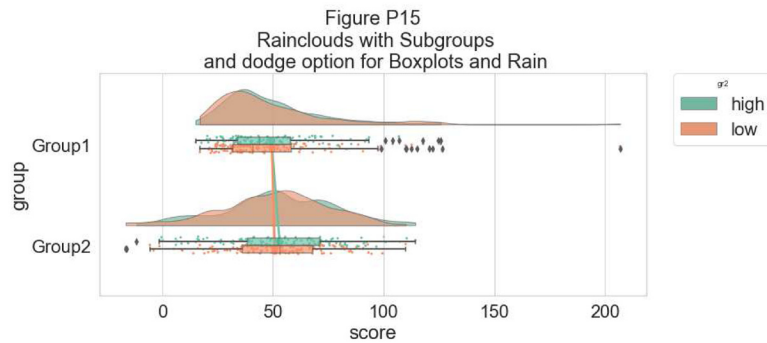 Figure P15
Rainclouds with Subgroups
and dodge option for Boxplots and Rain
gr2
high
low
Group1
group
Group2
0 50 100 150 200
score